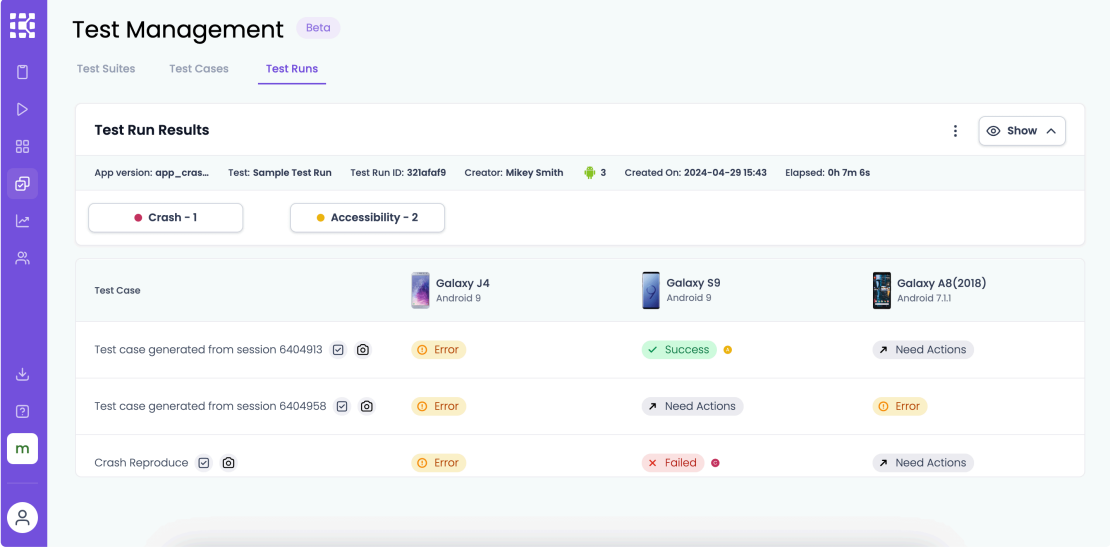 Test Management Beta
Test Suites Test Cases Test Runs
Test Run Results Show
App version: app_cras... Test: Sample Test Run Test Run ID: 321afaf9 Creator: Mikey Smith 3 Created On: 2024-04-29 15:43 Elapsed: 0h 7m 6s
Crash - 1 Accessibility - 2
Test Case Galaxy J4 Galaxy S9 Galaxy A8(2018)
Android 9 Android 9 Android 7.1.1
Test case generated from session 6404913 Error Success A Need Actions
Test case generated from session 6404958 Error Need Actions Error
m
Crash Reproduce Error Failed C Need Actions